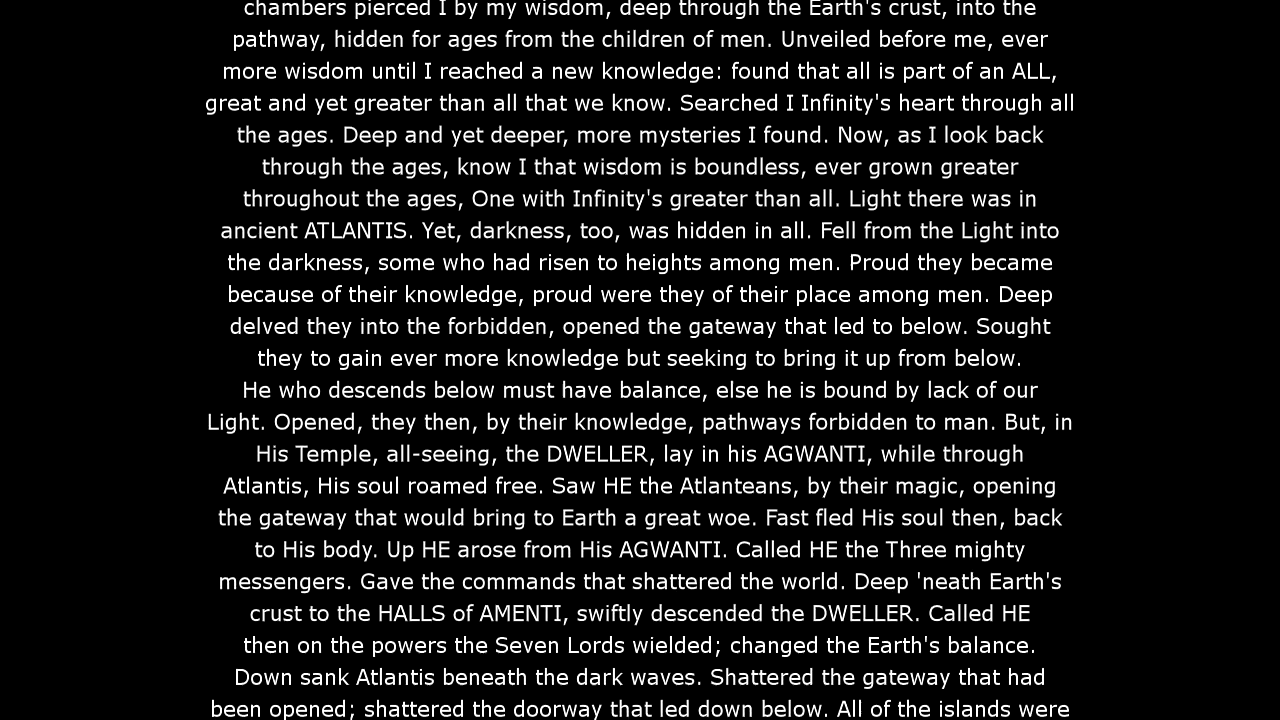 chambers pierced I by my wisdom, deep through the Earth's crust, into the
pathway, hidden for ages from the children of men. Unveiled before me, ever
more wisdom until I reached a new knowledge: found that all is part of an ALL,
great and yet greater than all that we know. Searched I Infinity's heart through all
the ages. Deep and yet deeper, more mysteries I found. Now, as I look back
through the ages, know I that wisdom is boundless, ever grown greater
throughout the ages, One with Infinity's greater than all. Light there was in
ancient ATLANTIS. Yet, darkness, too, was hidden in all. Fell from the Light into
the darkness, some who had risen to heights among men. Proud they became
because of their knowledge, proud were they of their place among men. Deep
delved they into the forbidden, opened the gateway that led to below. Sought
they to gain ever more knowledge but seeking to bring it up from below.
He who descends below must have balance, else he is bound by lack of our
Light. Opened, they then, by their knowledge, pathways forbidden to man. But, in
His Temple, all-seeing, the DWELLER, lay in his AGWANTI, while through
Atlantis, His soul roamed free. Saw HE the Atlanteans, by their magic, opening
the gateway that would bring to Earth a great woe. Fast fled His soul then, back
to His body. Up HE arose from His AGWANTI. Called HE the Three mighty
messengers. Gave the commands that shattered the world. Deep 'neath Earth's
crust to the HALLS of AMENTI, swiftly descended the DWELLER. Called HE
then on the powers the Seven Lords wielded; changed the Earth's balance.
Down sank Atlantis beneath the dark waves. Shattered the gateway that had
been opened; shattered the doorway that led down below. All of the islands were